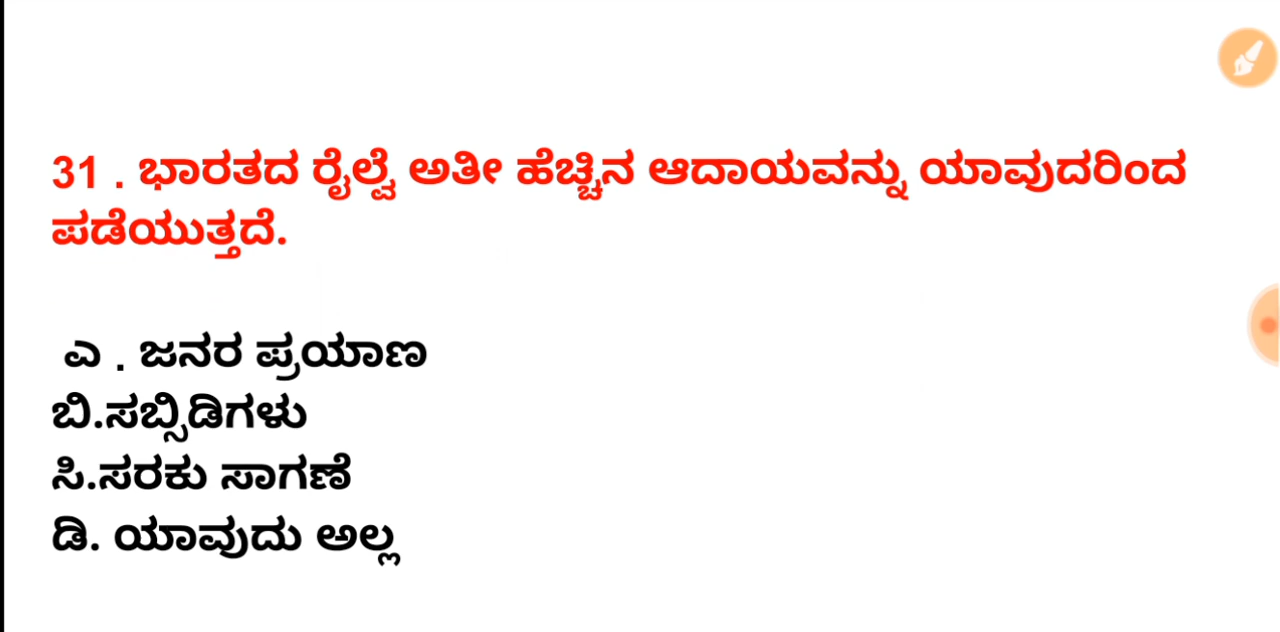 31 . ಭಾರತದ ರೈಲ್ವೆ ಅತೀ ಹೆಚ್ಚಿನ ಆದಾಯವನ್ನು ಯಾವುದರಿಂದ
ಪಡೆಯುತ್ತದೆ.
ಎ . ಜನರ ಪ್ರಯಾಣ
ಬಿ.ಸಬ್ಸಿಡಿಗಳು
ಸಿ.ಸರಕು ಸಾಗಣೆ
ಡಿ. ಯಾವುದು ಅಲ್ಲ